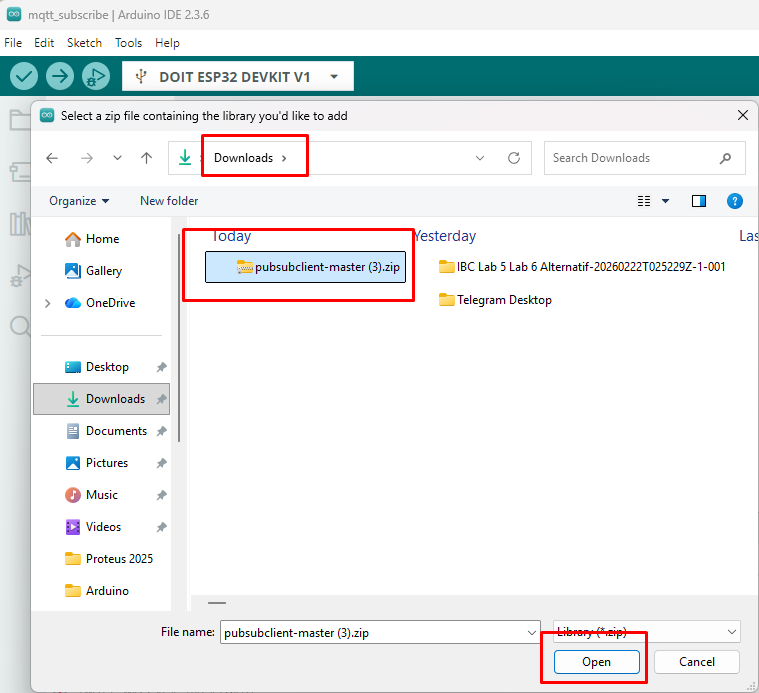 mqtt_subscribe | Arduino IDE 2.3.6
File Edit Sketch Tools Help
DOIT ESP32 DEVKIT V1
Select a zip file containing the library you'd like to add
Downloads
Search Downloads
Organize New folder
Home
Gallery
OneDrive
Desktop
Downloads
Documents
Pictures
Music
Videos
Proteus 2025
Arduino
Today
pubsubclient-master (3).zip
Yesterday
IBC Lab 5 Lab 6 Alternatif-20260222T025229Z-1-001
Telegram Desktop
Las
File name: pubsubclient-master (3).zip
Library (*.zip)
Open Cancel